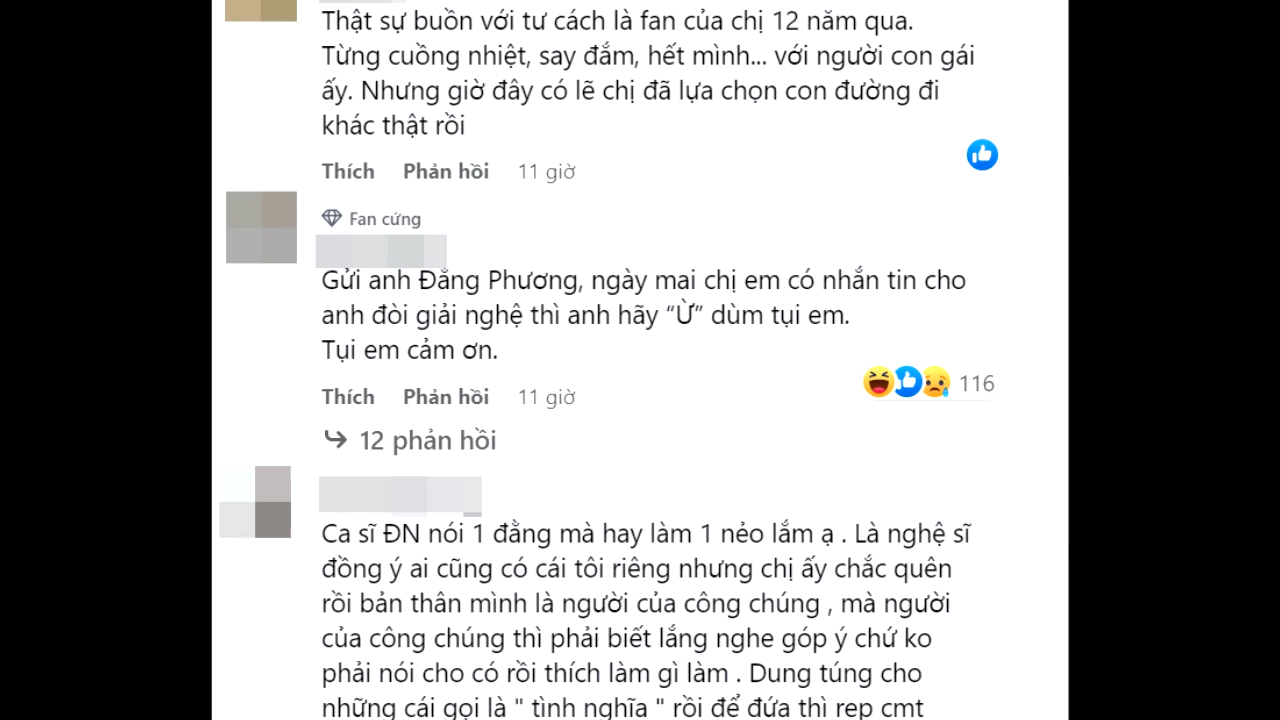 Thật sự buồn với tư cách là fan của chị 12 năm qua.
Từng cuồng nhiệt, say đắm, hết mình... với người con gái
ấy. Nhưng giờ đây có lẽ chị đã lựa chọn con đường đi
khác thật rồi
Thích Phản hồi 11 giờ
Fan cứng
Gửi anh Đằng Phương, ngày mai chị em có nhắn tin cho
anh đòi giải nghệ thì anh hãy “Ừ” dùm tụi em.
Tụi em cảm ơn.
116
Thích Phản hồi 11 giờ
12 phản hồi
Ca sĩ ĐN nói 1 đằng mà hay làm 1 nẻo lắm ạ . Là nghệ sĩ
đồng ý ai cũng có cái tôi riêng nhưng chị ấy chắc quên
rồi bản thân mình là người của công chúng , mà người
của công chúng thì phải biết lắng nghe góp ý chứ ko
phải nói cho có rồi thích làm gì làm . Dung túng cho
những cái gọi là " tình nghĩa " rồi để đứa thì rep cmt